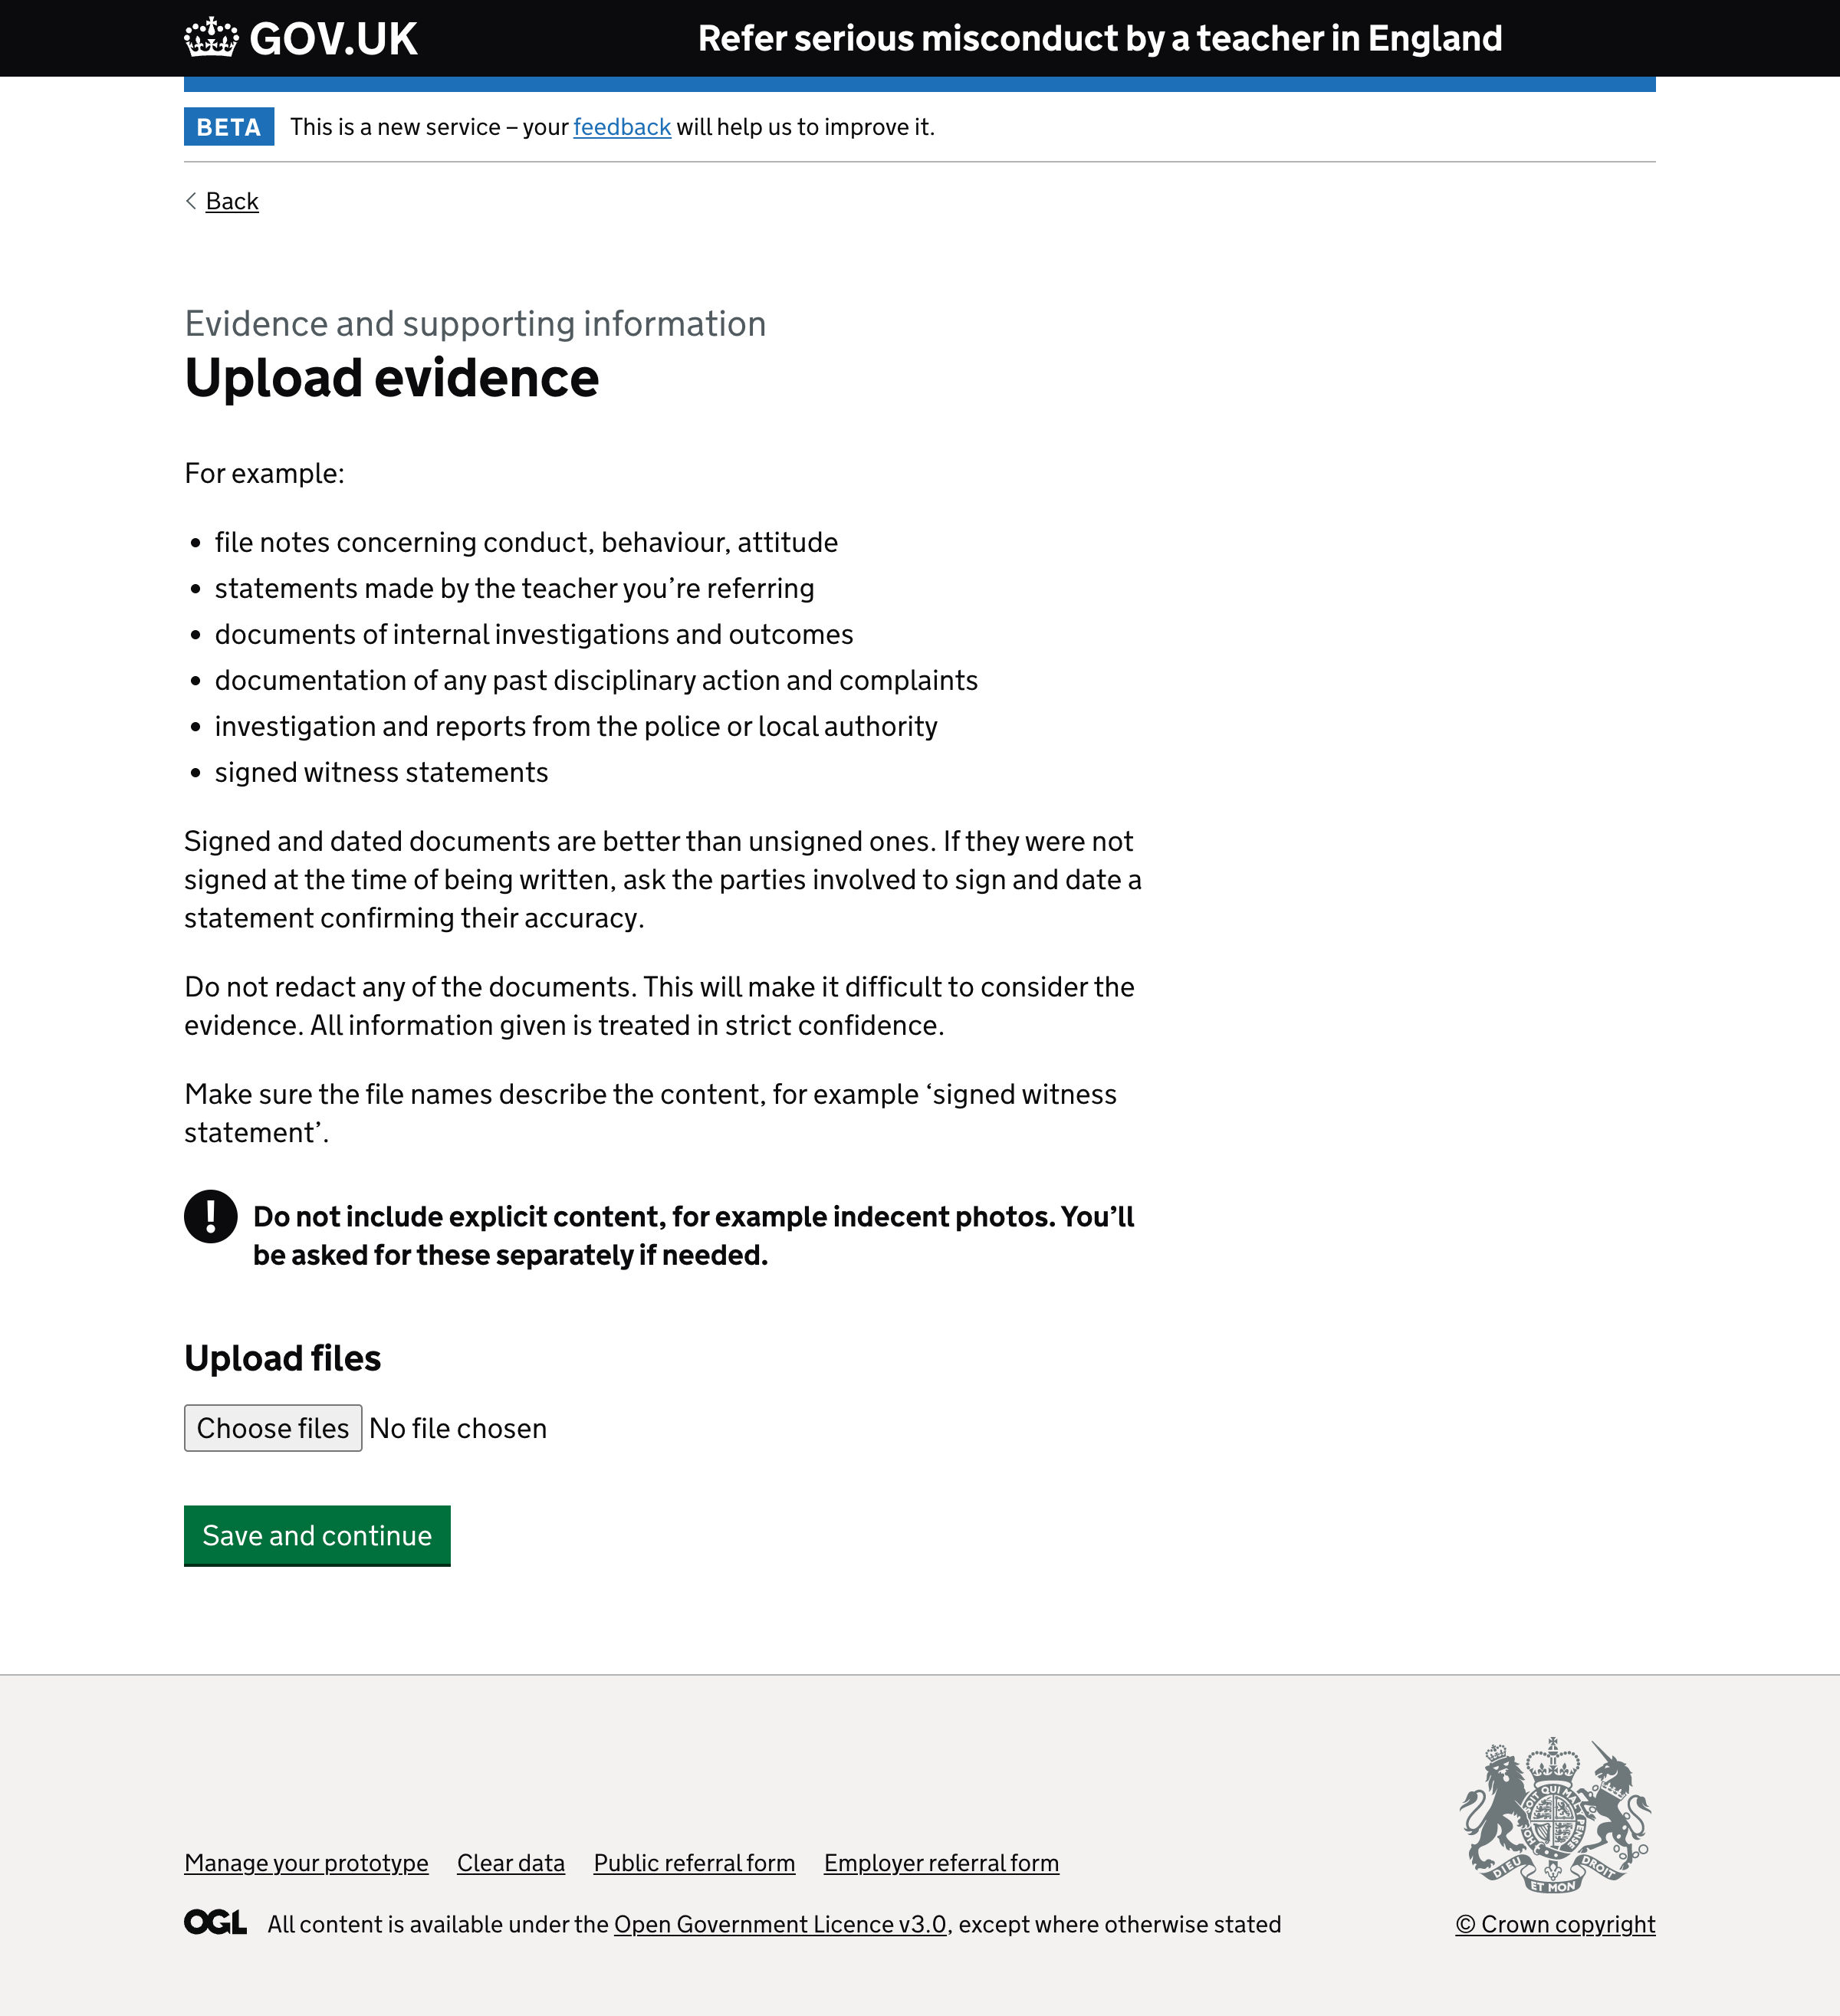 GOV.UK
Refer serious misconduct by a teacher in England
BETA
This is a new service – your feedback will help us to improve it.
Back
Evidence and supporting information
Upload evidence
For example:
• file notes concerning conduct, behaviour, attitude
• statements made by the teacher you’re referring
• documents of internal investigations and outcomes
• documentation of any past disciplinary action and complaints
• investigation and reports from the police or local authority
• signed witness statements
Signed and dated documents are better than unsigned ones. If they were not
signed at the time of being written, ask the parties involved to sign and date a
statement confirming their accuracy.
Do not redact any of the documents. This will make it difficult to consider the
evidence. All information given is treated in strict confidence.
Make sure the file names describe the content, for example ‘signed witness
statement’.
! Do not include explicit content, for example indecent photos. You’ll
be asked for these separately if needed.
Upload files
Choose files No file chosen
Save and continue
Manage your prototype Clear data Public referral form Employer referral form
DIEU ET MON DROIT
OGL All content is available under the Open Government Licence v3.0, except where otherwise stated
© Crown copyright